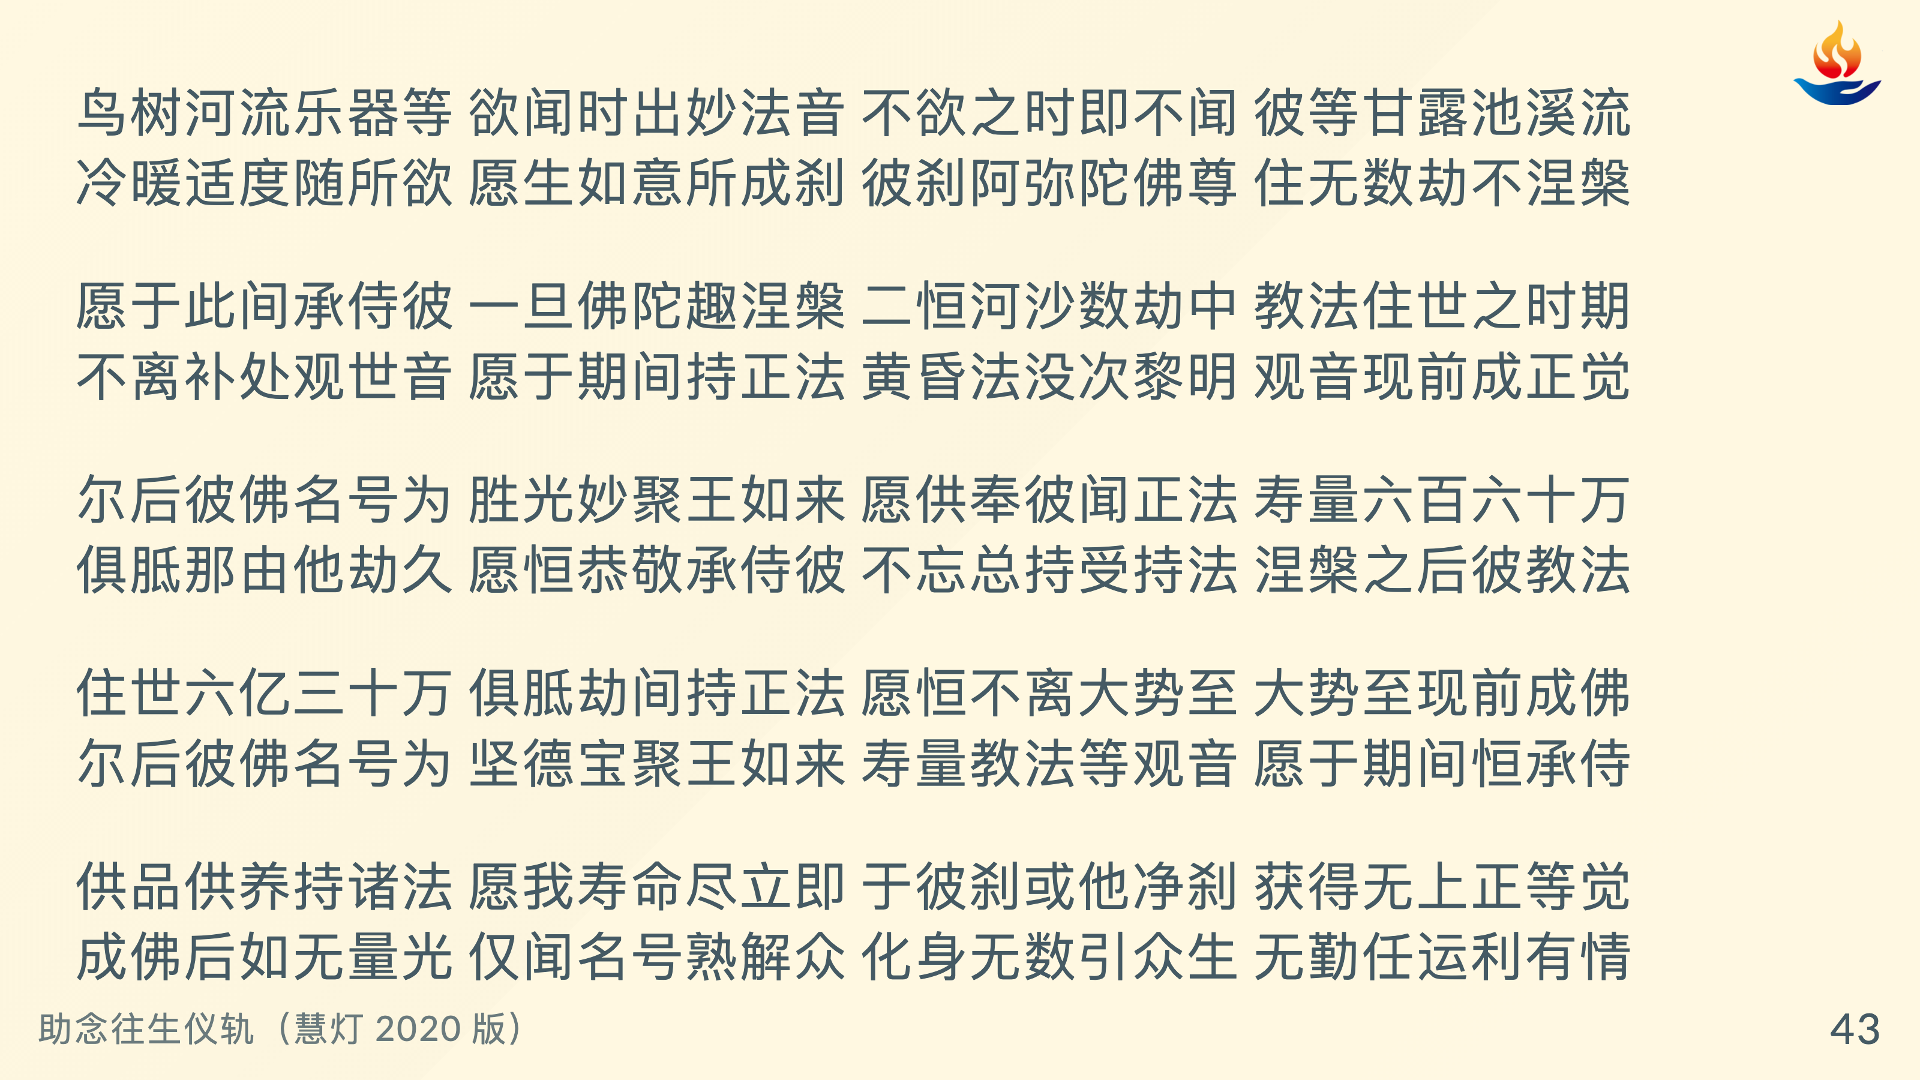 鸟树河流乐器等 欲闻时出妙法音 不欲之时即不闻 彼等甘露池溪流
冷暖适度随所欲 愿生如意所成刹 彼刹阿弥陀佛尊 住无数劫不涅槃
愿于此间承侍彼 一旦佛陀趣涅槃 二恒河沙数劫中 教法住世之时期
不离补处观世音 愿于期间持正法 黄昏法没次黎明 观音现前成正觉
尔后彼佛名号为 胜光妙聚王如来 愿供奉彼闻正法 寿量六百六十万
俱胝那由他劫久 愿恒恭敬承侍彼 不忘总持受持法 涅槃之后彼教法
住世六亿三十万 俱胝劫间持正法 愿恒不离大势至 大势至现前成佛
尔后彼佛名号为 坚德宝聚王如来 寿量教法等观音 愿于期间恒承侍
供品供养持诸法 愿我寿命尽立即 于彼刹或他净刹 获得无上正等觉
成佛后如无量光 仅闻名号熟解众 化身无数引众生 无勤任运利有情
助念往生仪轨（慧灯 2020 版）
43